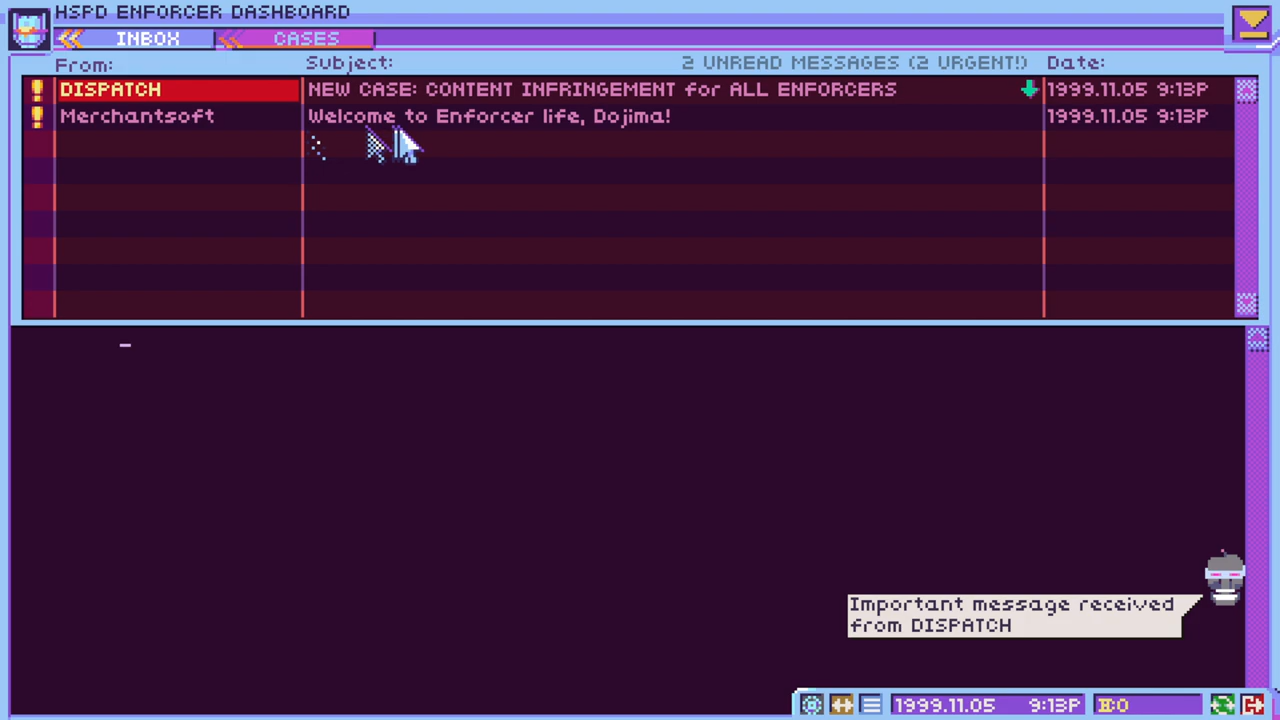 HSPD ENFORCER DASHBOARD
INBOX CASES
From: Subject: 2 UNREAD MESSAGES (2 URGENT!) Date:
DISPATCH NEW CASE: CONTENT INFRINGEMENT for ALL ENFORCERS 1999.11.05 9:13P
Merchantsoft Welcome to Enforcer life, Dojima! 1999.11.05 9:13P
Important message received
from DISPATCH
1999.11.05 9:13P :0